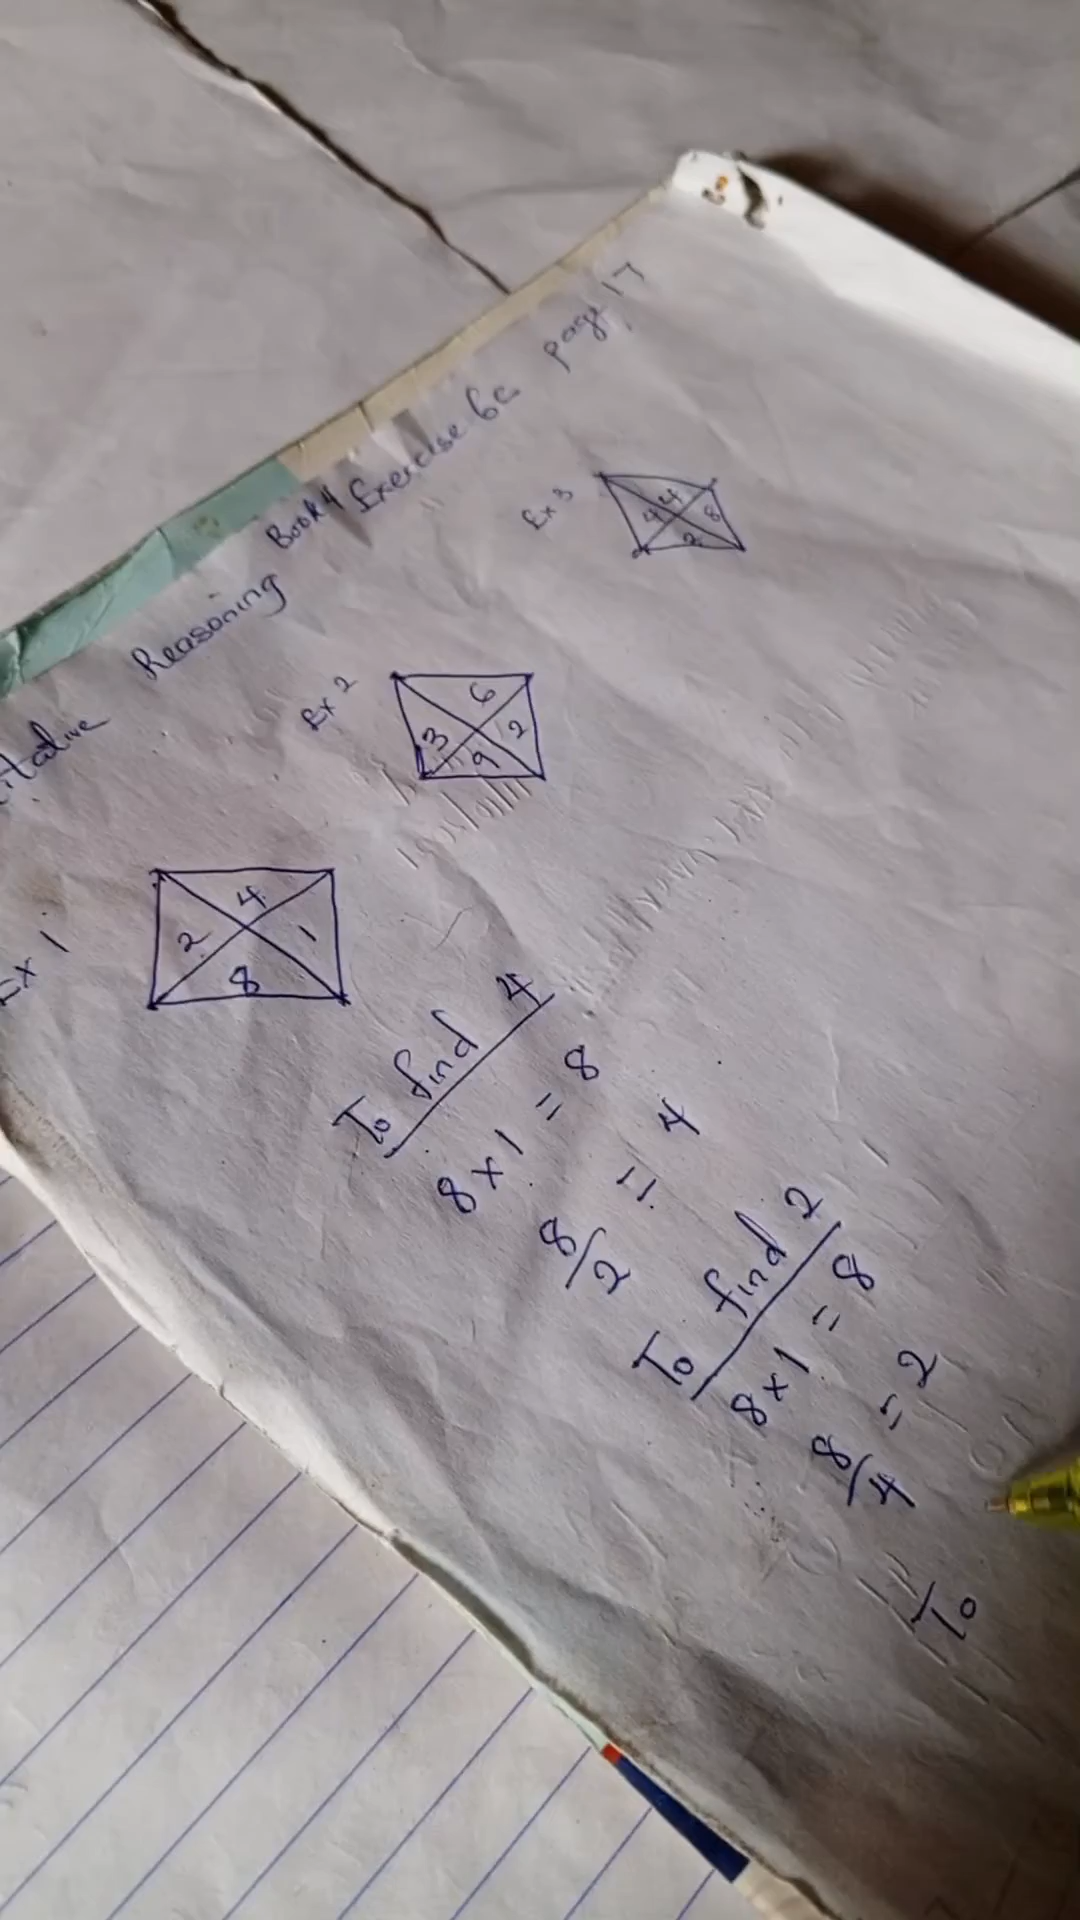 Reasoning Book 4 Exercise 6c page 17
Ex 1
4
2 1
8
Ex 2
6
3 2
9
Ex 3
4
4 8
2
To find 4
8 x 1 = 8
8/2 = 4
To find 2
8 x 1 = 8
8/4 = 2
To